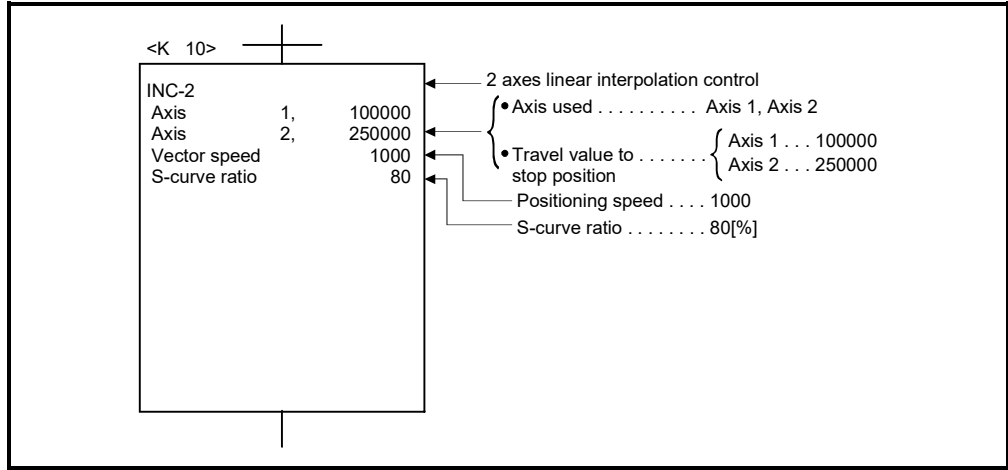 <K 10>
INC-2
Axis 1, 100000
Axis 2, 250000
Vector speed 1000
S-curve ratio 80
2 axes linear interpolation control
•Axis used . . . . . . . . . . Axis 1, Axis 2
•Travel value to . . . . . . .
stop position
Axis 1 . . . 100000
Axis 2 . . . 250000
Positioning speed . . . . 1000
S-curve ratio . . . . . . . . 80[%]